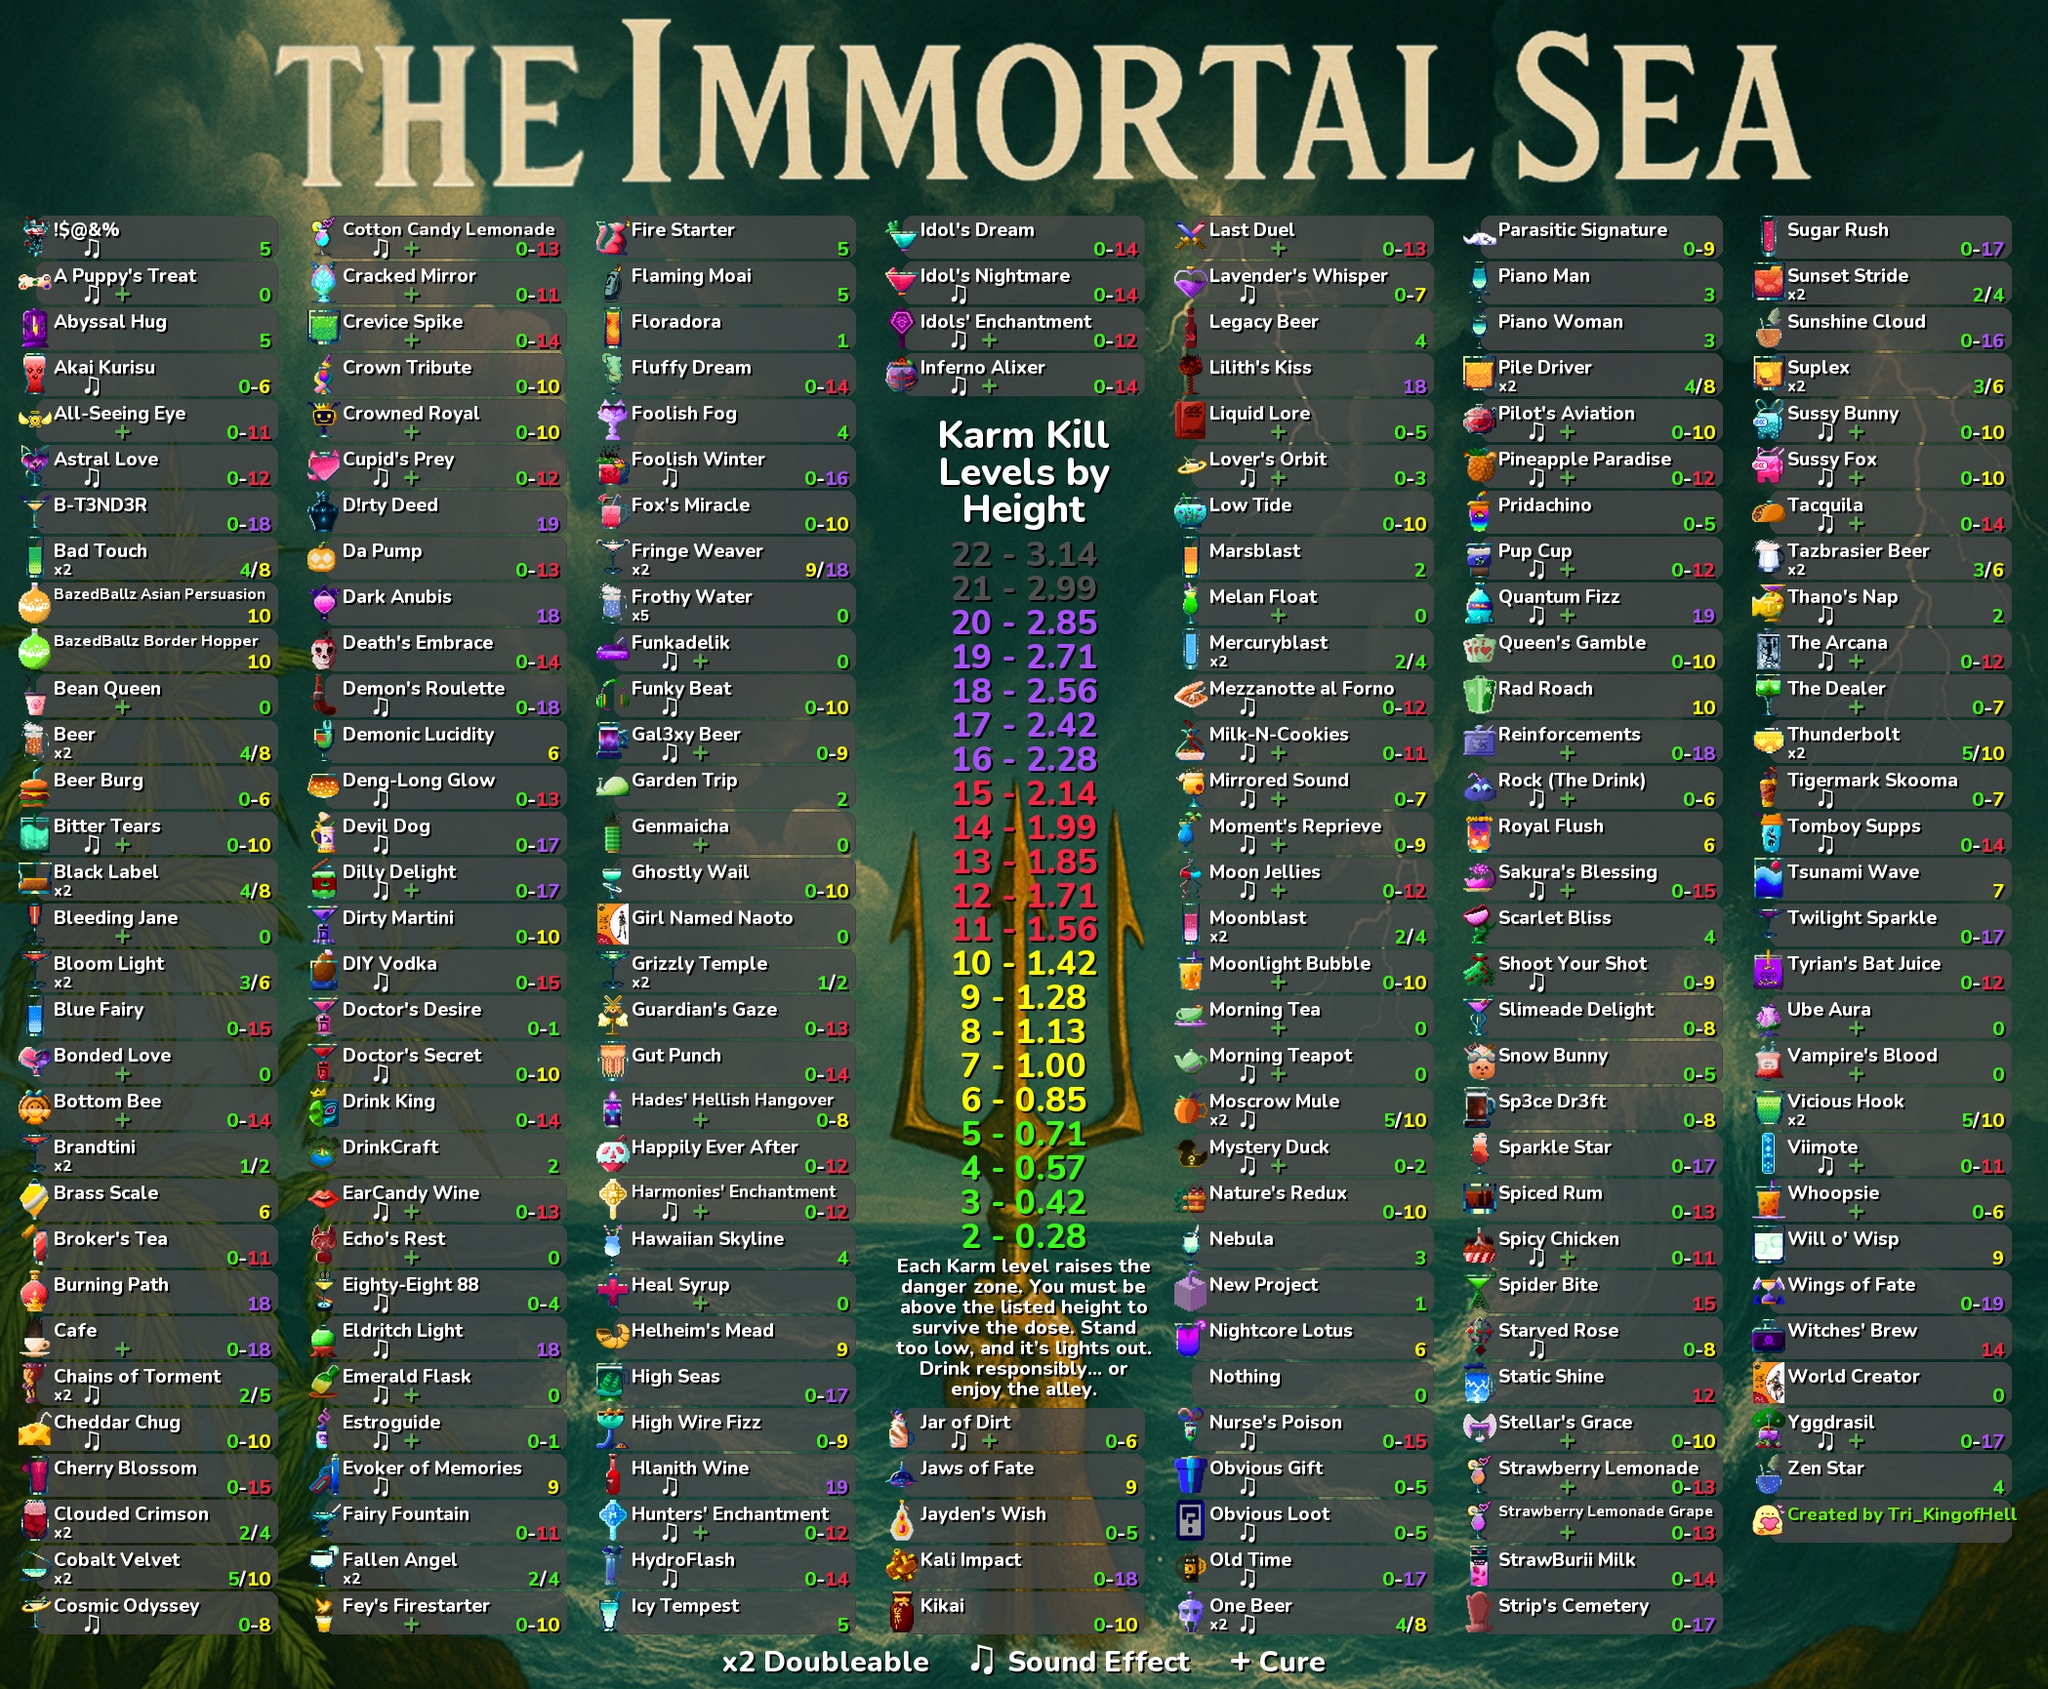 THE IMMORTAL SEA
!$@&%
♫ 5
A Puppy's Treat
♫ + 0
Abyssal Hug
5
Akai Kurisu
♫ 0-6
All-Seeing Eye
+ 0-11
Astral Love
♫ 0-12
B-T3ND3R
0-18
Bad Touch
x2 4/8
BazedBallz Asian Persuasion
10
BazedBallz Border Hopper
10
Bean Queen
+ 0
Beer
x2 4/8
Beer Burg
0-6
Bitter Tears
♫ + 0-10
Black Label
x2 4/8
Bleeding Jane
+ 0
Bloom Light
x2 3/6
Blue Fairy
0-15
Bonded Love
+ 0
Bottom Bee
+ 0-14
Brandtini
x2 1/2
Brass Scale
6
Broker's Tea
0-11
Burning Path
18
Cafe
+ 0-18
Chains of Torment
x2 ♫ 2/5
Cheddar Chug
♫ 0-10
Cherry Blossom
0-15
Clouded Crimson
x2 2/4
Cobalt Velvet
x2 5/10
Cosmic Odyssey
♫ 0-8
Cotton Candy Lemonade
♫ + 0-13
Cracked Mirror
+ 0-11
Crevice Spike
+ 0-14
Crown Tribute
0-10
Crowned Royal
+ 0-10
Cupid's Prey
♫ + 0-12
D!rty Deed
19
Da Pump
0-13
Dark Anubis
18
Death's Embrace
0-14
Demon's Roulette
♫ 0-18
Demonic Lucidity
6
Deng-Long Glow
♫ 0-13
Devil Dog
♫ 0-17
Dilly Delight
♫ + 0-17
Dirty Martini
0-10
DIY Vodka
♫ 0-15
Doctor's Desire
0-1
Doctor's Secret
♫ 0-10
Drink King
0-14
DrinkCraft
2
EarCandy Wine
♫ + 0-13
Echo's Rest
+ 0
Eighty-Eight 88
♫ 0-4
Eldritch Light
♫ 18
Emerald Flask
♫ + 0
Estroguide
♫ + 0-1
Evoker of Memories
♫ 9
Fairy Fountain
0-11
Fallen Angel
x2 2/4
Fey's Firestarter
+ 0-10
Fire Starter
5
Flaming Moai
5
Floradora
1
Fluffy Dream
0-14
Foolish Fog
4
Foolish Winter
♫ 0-16
Fox's Miracle
0-10
Fringe Weaver
x2 9/18
Frothy Water
x5 0
Funkadelik
♫ + 0
Funky Beat
♫ 0-10
Gal3xy Beer
♫ + 0-9
Garden Trip
2
Genmaicha
+ 0
Ghostly Wail
0-10
Girl Named Naoto
0
Grizzly Temple
x2 1/2
Guardian's Gaze
0-13
Gut Punch
0-14
Hades' Hellish Hangover
+ 0-8
Happily Ever After
0-12
Harmonies' Enchantment
♫ + 0-12
Hawaiian Skyline
4
Heal Syrup
+ 0
Helheim's Mead
9
High Seas
0-17
High Wire Fizz
0-9
Hlanith Wine
♫ 19
Hunters' Enchantment
♫ + 0-12
HydroFlash
♫ 0-14
Icy Tempest
5
Idol's Dream
0-14
Idol's Nightmare
♫ 0-14
Idols' Enchantment
♫ + 0-12
Inferno Alixer
♫ + 0-14
Karm Kill
Levels by
Height
22 - 3.14
21 - 2.99
20 - 2.85
19 - 2.71
18 - 2.56
17 - 2.42
16 - 2.28
15 - 2.14
14 - 1.99
13 - 1.85
12 - 1.71
11 - 1.56
10 - 1.42
9 - 1.28
8 - 1.13
7 - 1.00
6 - 0.85
5 - 0.71
4 - 0.57
3 - 0.42
2 - 0.28
Each Karm level raises the
danger zone. You must be
above the listed height to
survive the dose. Stand
too low, and it's lights out.
Drink responsibly... or
enjoy the alley.
Jar of Dirt
♫ + 0-6
Jaws of Fate
9
Jayden's Wish
0-5
Kali Impact
0-18
Kikai
0-10
Last Duel
+ 0-13
Lavender's Whisper
♫ 0-7
Legacy Beer
4
Lilith's Kiss
18
Liquid Lore
+ 0-5
Lover's Orbit
♫ + 0-3
Low Tide
0-10
Marsblast
2
Melan Float
+ 0
Mercuryblast
x2 2/4
Mezzanotte al Forno
♫ 0-12
Milk-N-Cookies
♫ + 0-11
Mirrored Sound
♫ + 0-7
Moment's Reprieve
♫ + 0-9
Moon Jellies
♫ + 0-12
Moonblast
x2 2/4
Moonlight Bubble
+ 0-10
Morning Tea
+ 0
Morning Teapot
♫ + 0
Moscrow Mule
x2 ♫ 5/10
Mystery Duck
♫ + 0-2
Nature's Redux
0-10
Nebula
3
New Project
1
Nightcore Lotus
6
Nothing
0
Nurse's Poison
♫ 0-15
Obvious Gift
♫ 0-5
Obvious Loot
♫ 0-5
Old Time
♫ 0-17
One Beer
x2 ♫ 4/8
Parasitic Signature
0-9
Piano Man
3
Piano Woman
3
Pile Driver
x2 4/8
Pilot's Aviation
♫ + 0-10
Pineapple Paradise
♫ + 0-12
Pridachino
0-5
Pup Cup
♫ + 0-12
Quantum Fizz
♫ + 19
Queen's Gamble
0-10
Rad Roach
10
Reinforcements
+ 0-18
Rock (The Drink)
♫ + 0-6
Royal Flush
6
Sakura's Blessing
♫ + 0-15
Scarlet Bliss
4
Shoot Your Shot
♫ 0-9
Slimeade Delight
0-8
Snow Bunny
0-5
Sp3ce Dr3ft
0-8
Sparkle Star
0-17
Spiced Rum
0-13
Spicy Chicken
♫ + 0-11
Spider Bite
15
Starved Rose
♫ 0-8
Static Shine
12
Stellar's Grace
+ 0-10
Strawberry Lemonade
+ 0-13
Strawberry Lemonade Grape
+ 0-13
StrawBurii Milk
0-14
Strip's Cemetery
0-17
Sugar Rush
0-17
Sunset Stride
x2 2/4
Sunshine Cloud
0-16
Suplex
x2 3/6
Sussy Bunny
♫ + 0-10
Sussy Fox
♫ + 0-10
Tacquila
♫ + 0-14
Tazbrasier Beer
x2 3/6
Thano's Nap
♫ 2
The Arcana
♫ + 0-12
The Dealer
+ 0-7
Thunderbolt
x2 5/10
Tigermark Skooma
♫ 0-7
Tomboy Supps
♫ 0-14
Tsunami Wave
7
Twilight Sparkle
0-17
Tyrian's Bat Juice
0-12
Ube Aura
+ 0
Vampire's Blood
+ 0
Vicious Hook
x2 5/10
Viimote
♫ + 0-11
Whoopsie
+ 0-6
Will o' Wisp
9
Wings of Fate
0-19
Witches' Brew
14
World Creator
0
Yggdrasil
♫ + 0-17
Zen Star
4
Created by Tri_KingofHell
x2 Doubleable ♫ Sound Effect + Cure